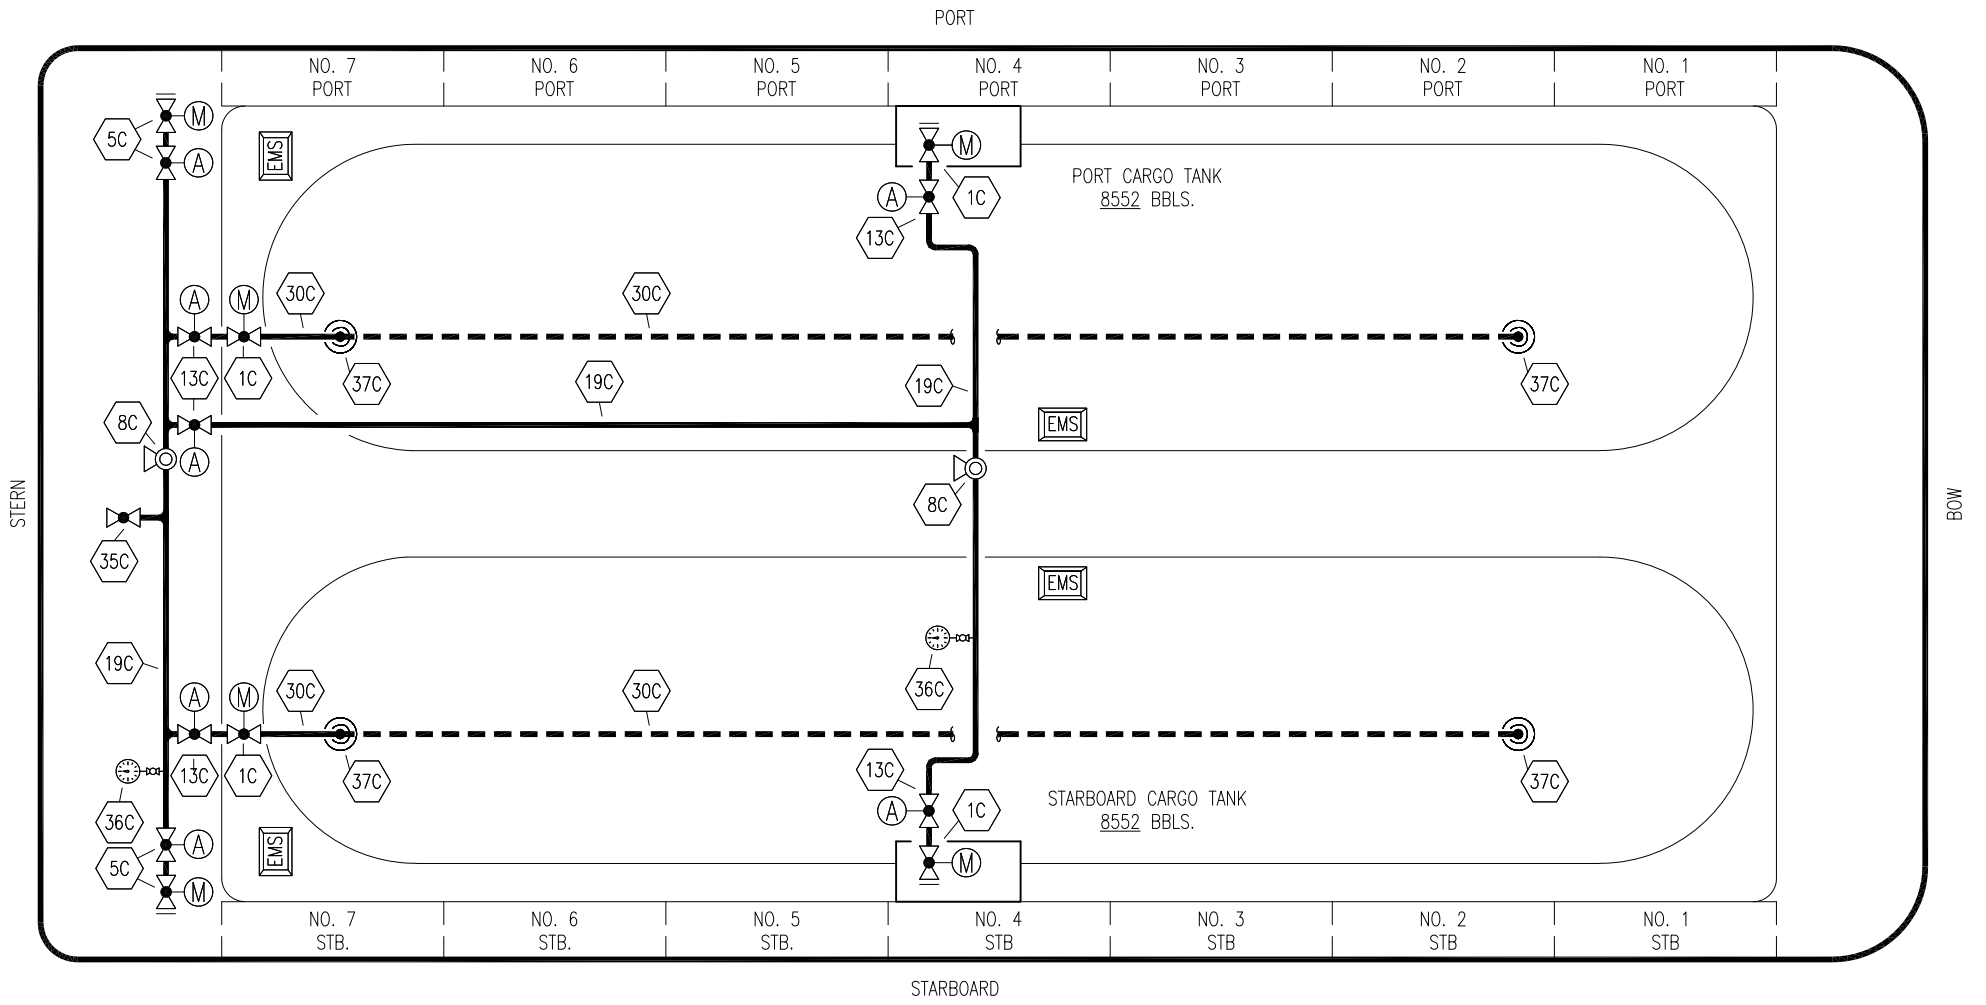 PORT
NO. 7
PORT
NO. 6
PORT
NO. 5
PORT
NO. 4
PORT
NO. 3
PORT
NO. 2
PORT
NO. 1
PORT
M
5C
A
EMS
M
A
1C
13C
PORT CARGO TANK
8552 BBLS.
A
M
30C
30C
13C
1C
37C
19C
19C
37C
8C
A
EMS
8C
STERN
BOW
35C
EMS
19C
A
M
30C
30C
36C
13C
1C
37C
13C
37C
36C
A
1C
STARBOARD CARGO TANK
8552 BBLS.
A
5C
M
EMS
M
NO. 7
STB.
NO. 6
STB.
NO. 5
STB.
NO. 4
STB
NO. 3
STB
NO. 2
STB
NO. 1
STB
STARBOARD